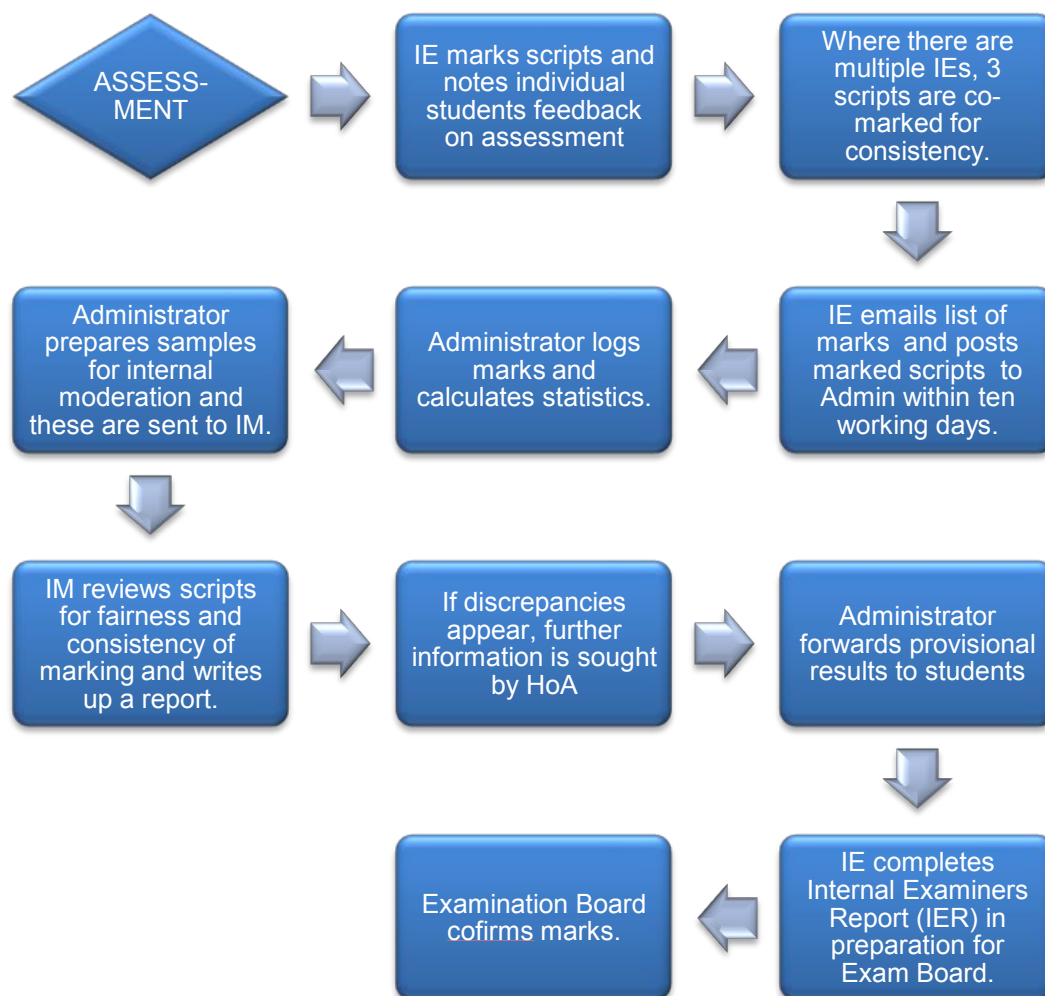 ASSESS-
MENT
IE marks scripts and
notes individual
students feedback
on assessment
Where there are
multiple IEs, 3
scripts are co-
marked for
consistency.
IE emails list of
marks and posts
marked scripts to
Admin within ten
working days.
Administrator logs
marks and
calculates statistics.
Administrator
prepares samples
for internal
moderation and
these are sent to IM.
IM reviews scripts
for fairness and
consistency of
marking and writes
up a report.
If discrepancies
appear, further
information is sought
by HoA
Administrator
forwards provisional
results to students
IE completes
Internal Examiners
Report (IER) in
preparation for
Exam Board.
Examination Board
cofirms marks.